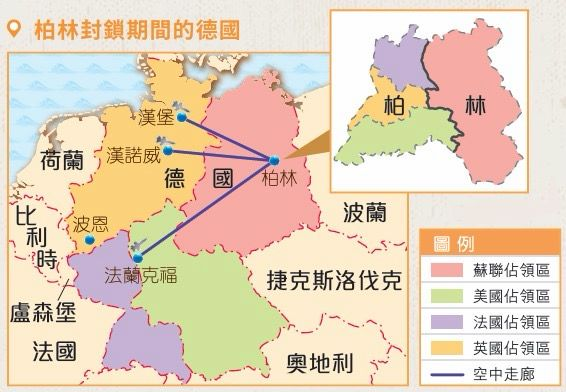 柏林封鎖期間的德國
柏
林
漢堡
荷蘭
漢諾威
德
國
柏林
比利時
波恩
波蘭
法蘭克福
捷克斯洛伐克
盧森堡
法國
奧地利
圖例
蘇聯佔領區
美國佔領區
法國佔領區
英國佔領區
空中走廊